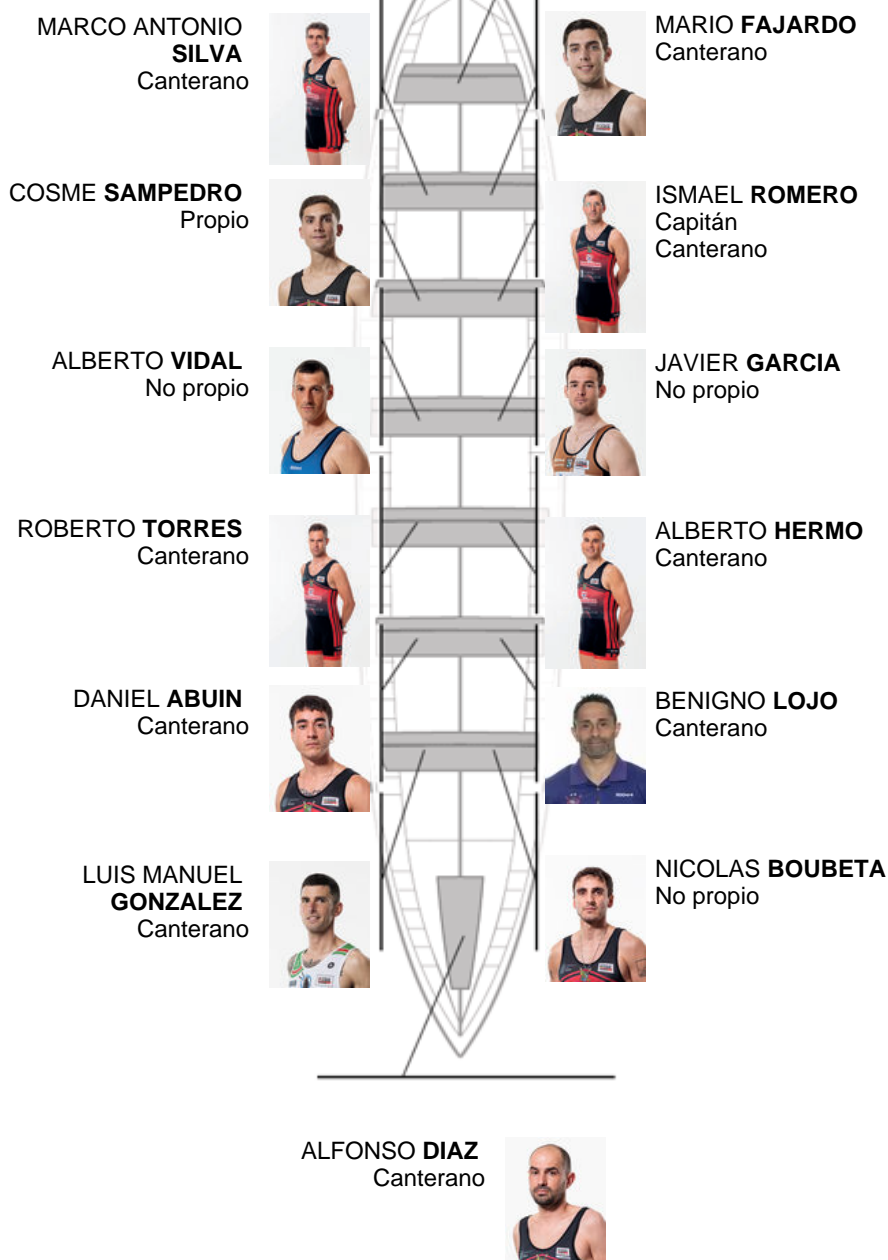 MARCO ANTONIO
SILVA
Canterano
MARIO FAJARDO
Canterano
COSME SAMPEDRO
Propio
ISMAEL ROMERO
Capitán
Canterano
ALBERTO VIDAL
No propio
JAVIER GARCIA
No propio
ROBERTO TORRES
Canterano
ALBERTO HERMO
Canterano
DANIEL ABUIN
Canterano
BENIGNO LOJO
Canterano
LUIS MANUEL
GONZALEZ
Canterano
NICOLAS BOUBETA
No propio
ALFONSO DIAZ
Canterano